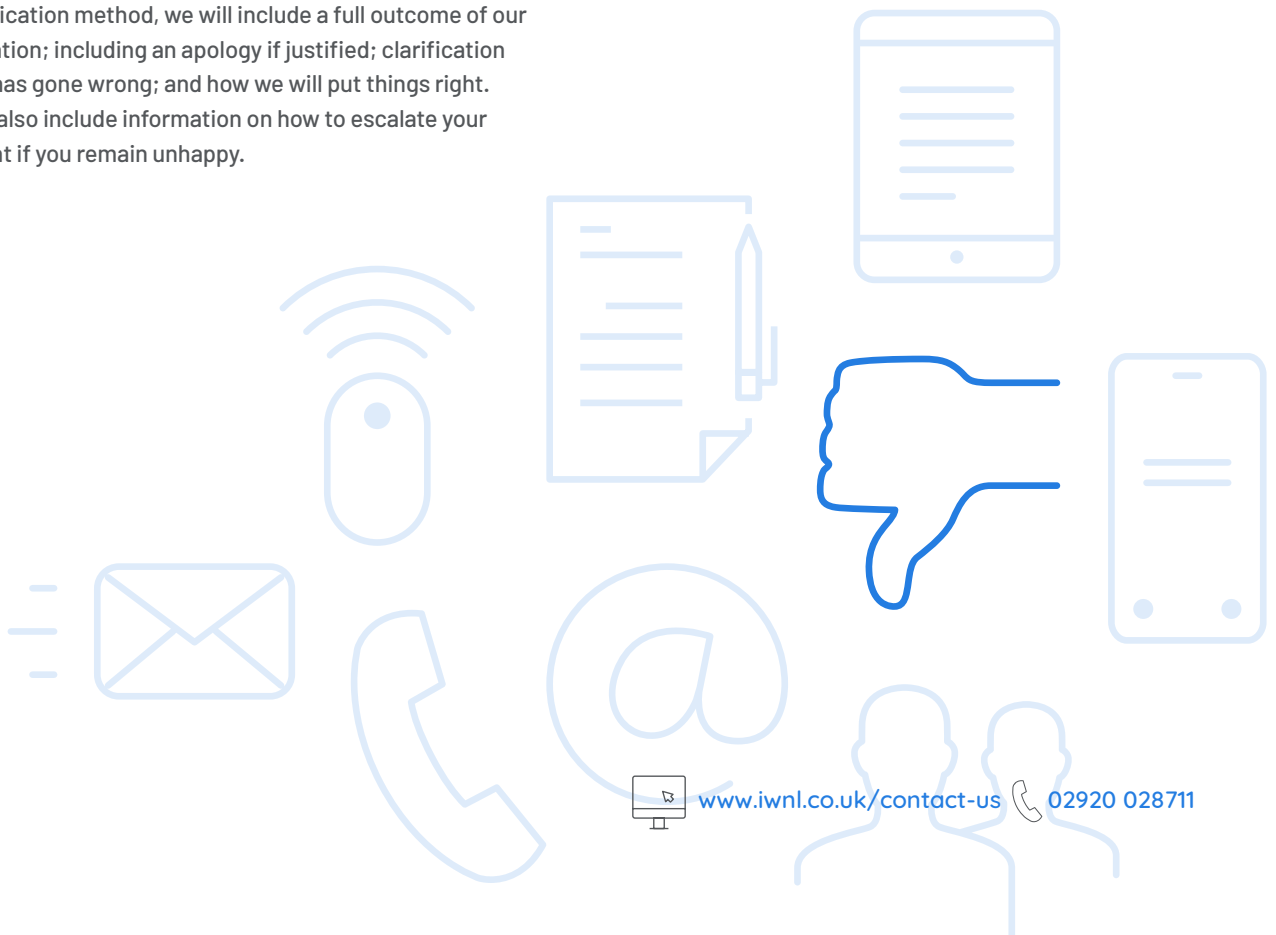 ication method, we will include a full outcome of our
tion; including an apology if justified; clarification
has gone wrong; and how we will put things right.
also include information on how to escalate your
t if you remain unhappy.
www.iwnl.co.uk/contact-us 02920 028711